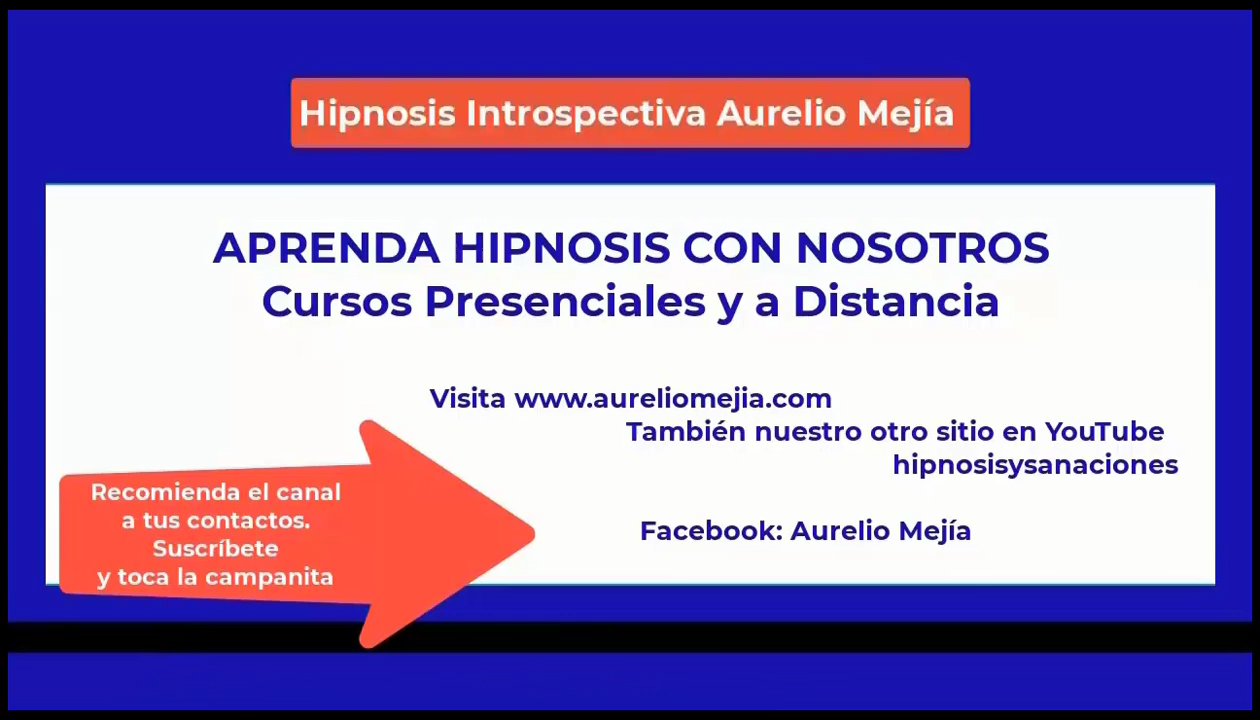 Hipnosis Introspectiva Aurelio Mejía
APRENDA HIPNOSIS CON NOSOTROS
Cursos Presenciales y a Distancia
Visita www.aureliomejia.com
También nuestro otro sitio en YouTube
hipnosisysanaciones
Facebook: Aurelio Mejía
Recomienda el canal
a tus contactos.
Suscríbete
y toca la campanita